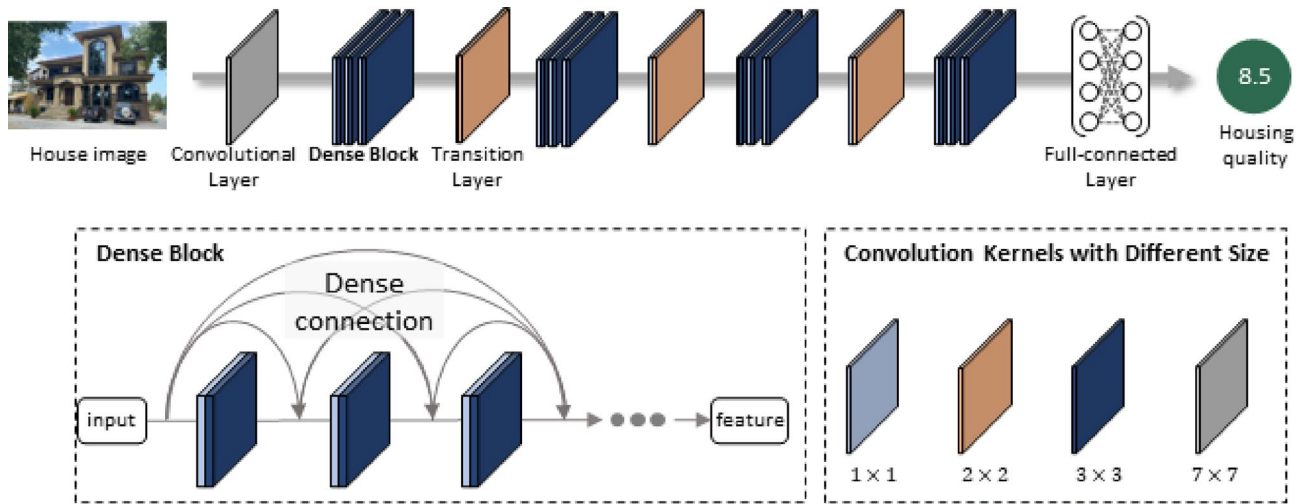 8.5
House image
Convolutional
Layer
Dense Block
Transition
Layer
Full-connected
Layer
Housing
quality
Dense Block
Dense
connection
input
feature
Convolution Kernels with Different Size
1 × 1
2 × 2
3 × 3
7 × 7